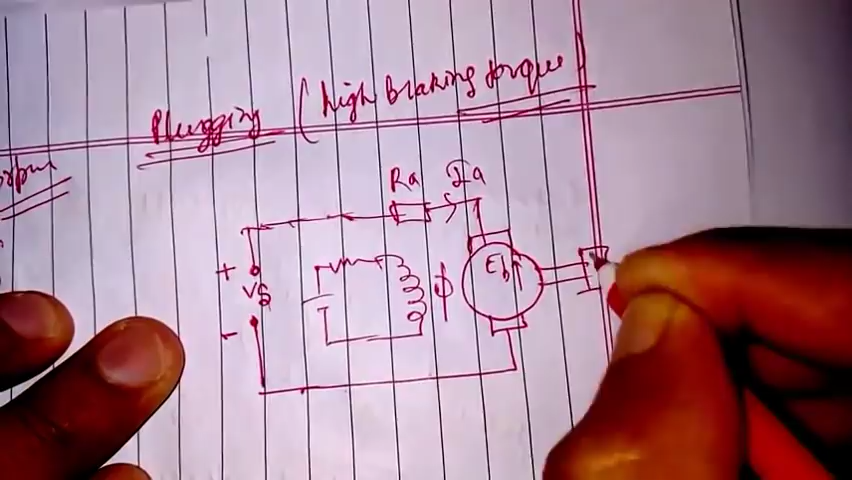 Plugging (high braking torque
Ra Ia
+
Vs
ϕ
Eb
-